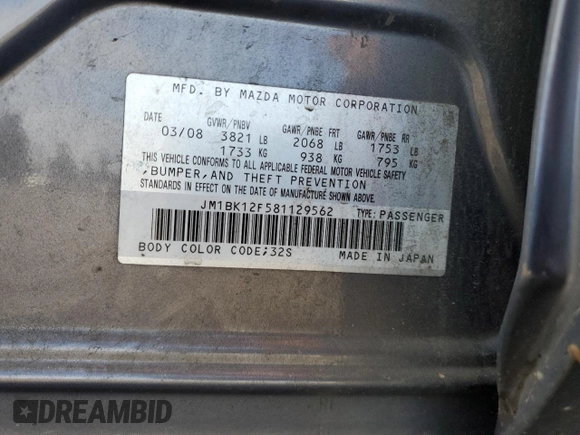 MFD. BY MAZDA MOTOR CORPORATION
DATE GVWR/PNBV GAWR/PNBE FRT GAWR/PNBE RR
03/08 3821 LB 2068 LB 1753 LB
1733 KG 938 KG 795 KG
THIS VEHICLE CONFORMS TO ALL APPLICABLE FEDERAL MOTOR VEHICLE SAFETY
,BUMPER,AND THEFT PREVENTION
STANDARDS IN EFFECT ON THE DATE OF MANUFACTURE SHOWN ABOVE.
JM1BK12F581129562
TYPE:PASSENGER
BODY COLOR CODE;32S MADE IN JAPAN
DREAMBID